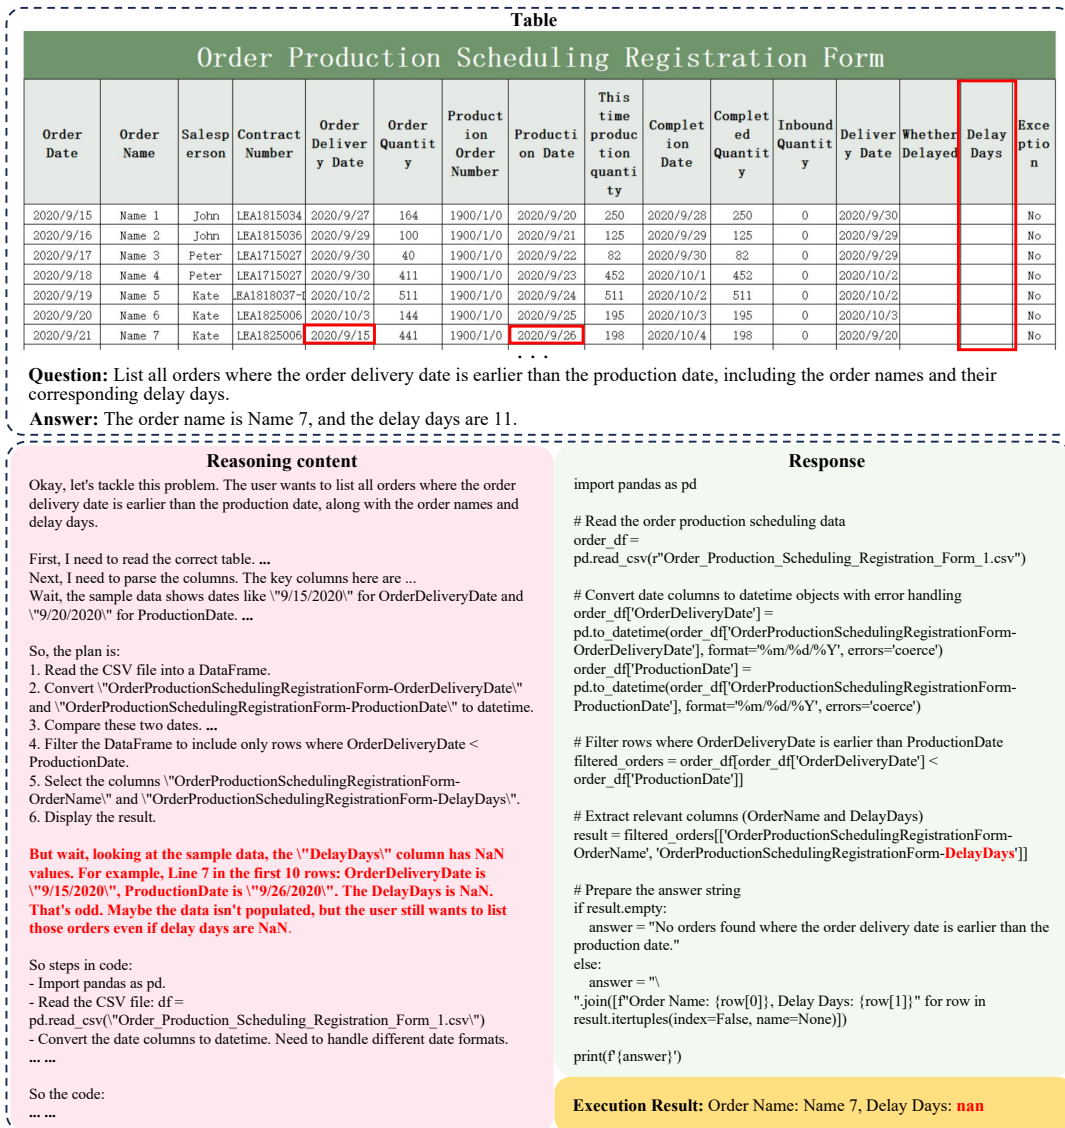 Table
Order Production Scheduling Registration Form
Order Date | Order Name | Salesperson | Contract Number | Order Delivery Date | Order Quantity | Production Order Number | Production Date | This time production quantity | Completion Date | Completed Quantity | Inbound Quantity | Delivery Date | Whether Delayed | Delay Days | Exception
2020/9/15 | Name 1 | John | LEA1815034 | 2020/9/27 | 164 | 1900/1/0 | 2020/9/20 | 250 | 2020/9/28 | 250 | 0 | 2020/9/30 | | | No
2020/9/16 | Name 2 | John | LEA1815036 | 2020/9/29 | 100 | 1900/1/0 | 2020/9/21 | 125 | 2020/9/29 | 125 | 0 | 2020/9/29 | | | No
2020/9/17 | Name 3 | Peter | LEA1715027 | 2020/9/30 | 40 | 1900/1/0 | 2020/9/22 | 82 | 2020/9/30 | 82 | 0 | 2020/9/29 | | | No
2020/9/18 | Name 4 | Peter | LEA1715027 | 2020/9/30 | 411 | 1900/1/0 | 2020/9/23 | 452 | 2020/10/1 | 452 | 0 | 2020/10/2 | | | No
2020/9/19 | Name 5 | Kate | LEA1818037- | 2020/10/2 | 511 | 1900/1/0 | 2020/9/24 | 511 | 2020/10/2 | 511 | 0 | 2020/10/2 | | | No
2020/9/20 | Name 6 | Kate | LEA1825006 | 2020/10/3 | 144 | 1900/1/0 | 2020/9/25 | 195 | 2020/10/3 | 195 | 0 | 2020/10/3 | | | No
2020/9/21 | Name 7 | Kate | LEA1825006 | 2020/9/15 | 441 | 1900/1/0 | 2020/9/26 | 198 | 2020/10/4 | 198 | 0 | 2020/9/20 | | | No
...
Question: List all orders where the order delivery date is earlier than the production date, including the order names and their
corresponding delay days.
Answer: The order name is Name 7, and the delay days are 11.
Reasoning content
Okay, let's tackle this problem. The user wants to list all orders where the order
delivery date is earlier than the production date, along with the order names and
delay days.
First, I need to read the correct table. ...
Next, I need to parse the columns. The key columns here are ...
Wait, the sample data shows dates like \"9/15/2020\" for OrderDeliveryDate and
\"9/20/2020\" for ProductionDate. ...
So, the plan is:
1. Read the CSV file into a DataFrame.
2. Convert \"OrderProductionSchedulingRegistrationForm-OrderDeliveryDate\"
and \"OrderProductionSchedulingRegistrationForm-ProductionDate\" to datetime.
3. Compare these two dates. ...
4. Filter the DataFrame to include only rows where OrderDeliveryDate <
ProductionDate.
5. Select the columns \"OrderProductionSchedulingRegistrationForm-
OrderName\" and \"OrderProductionSchedulingRegistrationForm-DelayDays\".
6. Display the result.
But wait, looking at the sample data, the \"DelayDays\" column has NaN
values. For example, Line 7 in the first 10 rows: OrderDeliveryDate is
\"9/15/2020\", ProductionDate is \"9/26/2020\". The DelayDays is NaN.
That's odd. Maybe the data isn't populated, but the user still wants to list
those orders even if delay days are NaN.
So steps in code:
- Import pandas as pd.
- Read the CSV file: df =
pd.read_csv(\"Order_Production_Scheduling_Registration_Form_1.csv\")
- Convert the date columns to datetime. Need to handle different date formats.
... ...
So the code:
... ...
Response
import pandas as pd
# Read the order production scheduling data
order_df =
pd.read_csv(r"Order_Production_Scheduling_Registration_Form_1.csv")
# Convert date columns to datetime objects with error handling
order_df['OrderDeliveryDate'] =
pd.to_datetime(order_df['OrderProductionSchedulingRegistrationForm-
OrderDeliveryDate'], format='%m/%d/%Y', errors='coerce')
order_df['ProductionDate'] =
pd.to_datetime(order_df['OrderProductionSchedulingRegistrationForm-
ProductionDate'], format='%m/%d/%Y', errors='coerce')
# Filter rows where OrderDeliveryDate is earlier than ProductionDate
filtered_orders = order_df[order_df['OrderDeliveryDate'] <
order_df['ProductionDate']]
# Extract relevant columns (OrderName and DelayDays)
result = filtered_orders[['OrderProductionSchedulingRegistrationForm-
OrderName', 'OrderProductionSchedulingRegistrationForm-DelayDays']]
# Prepare the answer string
if result.empty:
answer = "No orders found where the order delivery date is earlier than the
production date."
else:
answer = "\
".join([f"Order Name: {row[0]}, Delay Days: {row[1]}" for row in
result.itertuples(index=False, name=None)])
print(f'{answer}')
Execution Result: Order Name: Name 7, Delay Days: nan